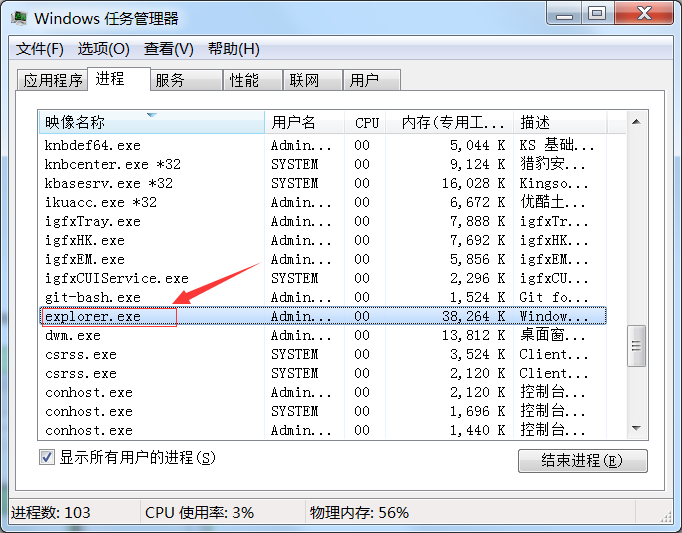 Windows 任务管理器
文件(F) 选项(O) 查看(V) 帮助(H)
应用程序 进程 服务 性能 联网 用户
映像名称 用户名 CPU 内存(专用工... 描述
knbdef64.exe Admin... 00 5,044 K KS 基础...
knbcenter.exe *32 SYSTEM 00 9,124 K 猎豹安...
kbasesrv.exe *32 SYSTEM 00 16,028 K Kingso...
ikuacc.exe *32 Admin... 00 6,672 K 优酷土...
igfxTray.exe Admin... 00 7,888 K igfxTr...
igfxHK.exe Admin... 00 7,692 K igfxHK...
igfxEM.exe Admin... 00 5,856 K igfxEM...
igfxCUIService.exe SYSTEM 00 2,296 K igfxCU...
git-bash.exe Admin... 00 1,524 K Git fo...
explorer.exe Admin... 00 38,264 K Window...
dwm.exe Admin... 00 13,812 K 桌面窗...
csrss.exe SYSTEM 00 3,524 K Client...
csrss.exe SYSTEM 00 2,120 K Client...
conhost.exe Admin... 00 2,120 K 控制台...
conhost.exe SYSTEM 00 1,696 K 控制台...
conhost.exe Admin... 00 1,440 K 控制台...
显示所有用户的进程(S) 结束进程(E)
进程数: 103 CPU 使用率: 3% 物理内存: 56%